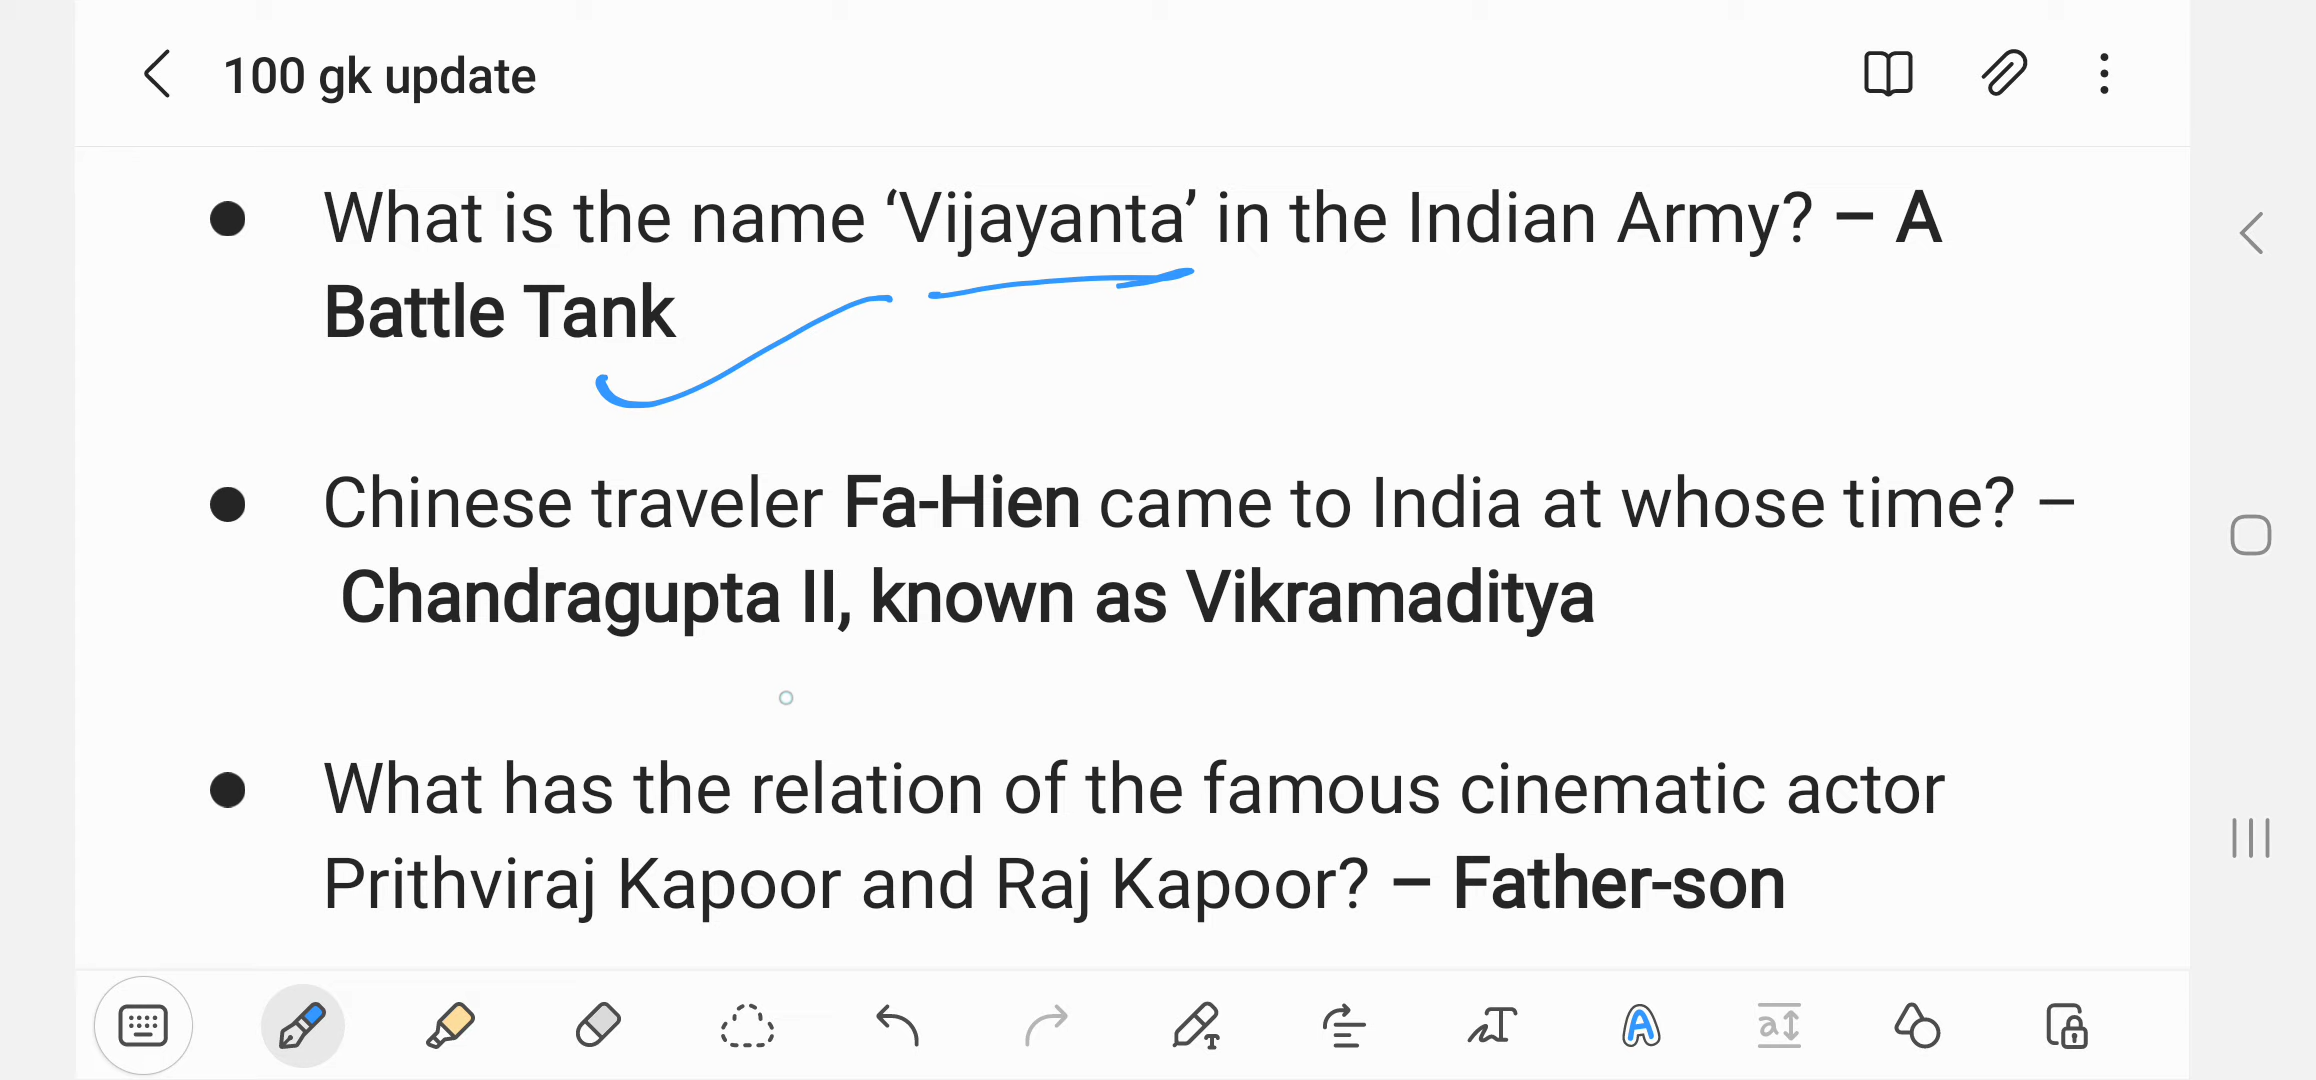 100 gk update
● What is the name ‘Vijayanta’ in the Indian Army? – A
Battle Tank
● Chinese traveler Fa-Hien came to India at whose time? –
Chandragupta II, known as Vikramaditya
● What has the relation of the famous cinematic actor
Prithviraj Kapoor and Raj Kapoor? – Father-son